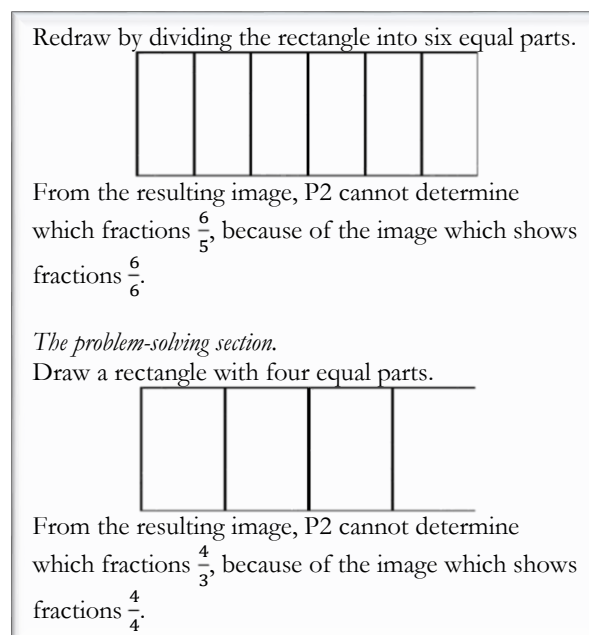 Redraw by dividing the rectangle into six equal parts.
From the resulting image, P2 cannot determine
which fractions 6/5, because of the image which shows
fractions 6/6.
The problem-solving section.
Draw a rectangle with four equal parts.
From the resulting image, P2 cannot determine
which fractions 4/3, because of the image which shows
fractions 4/4.